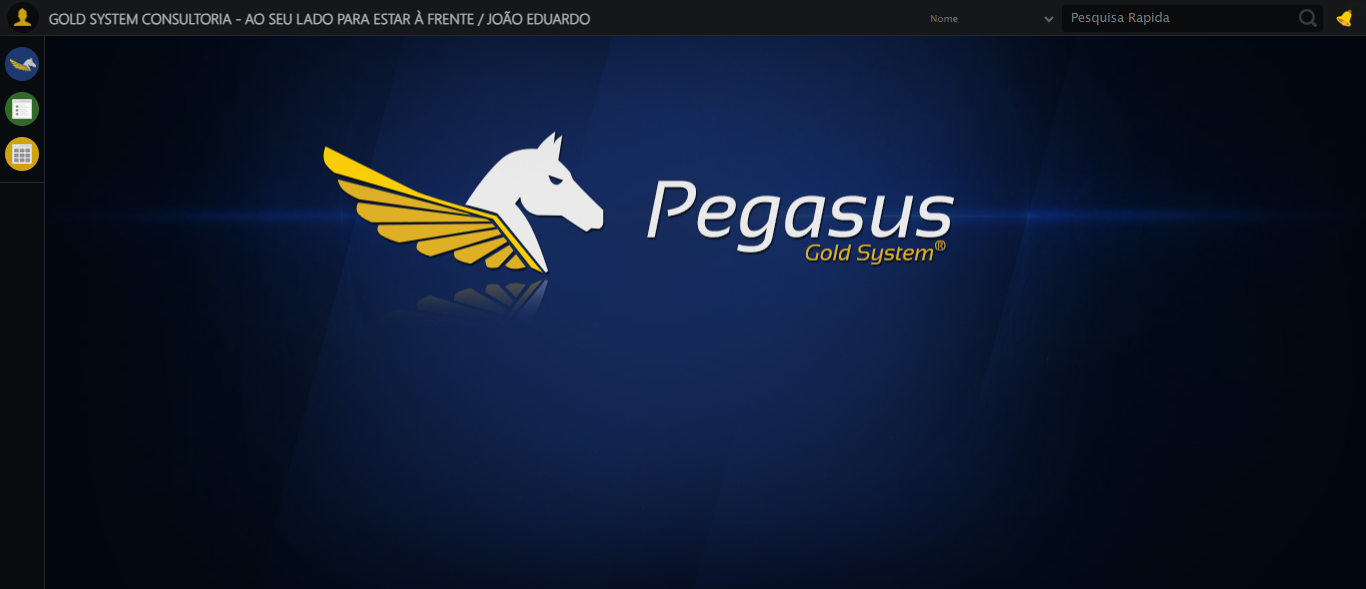 GOLD SYSTEM CONSULTORIA - AO SEU LADO PARA ESTAR À FRENTE / JOÃO EDUARDO
Nome
Pesquisa Rapida
Pegasus
Gold System®